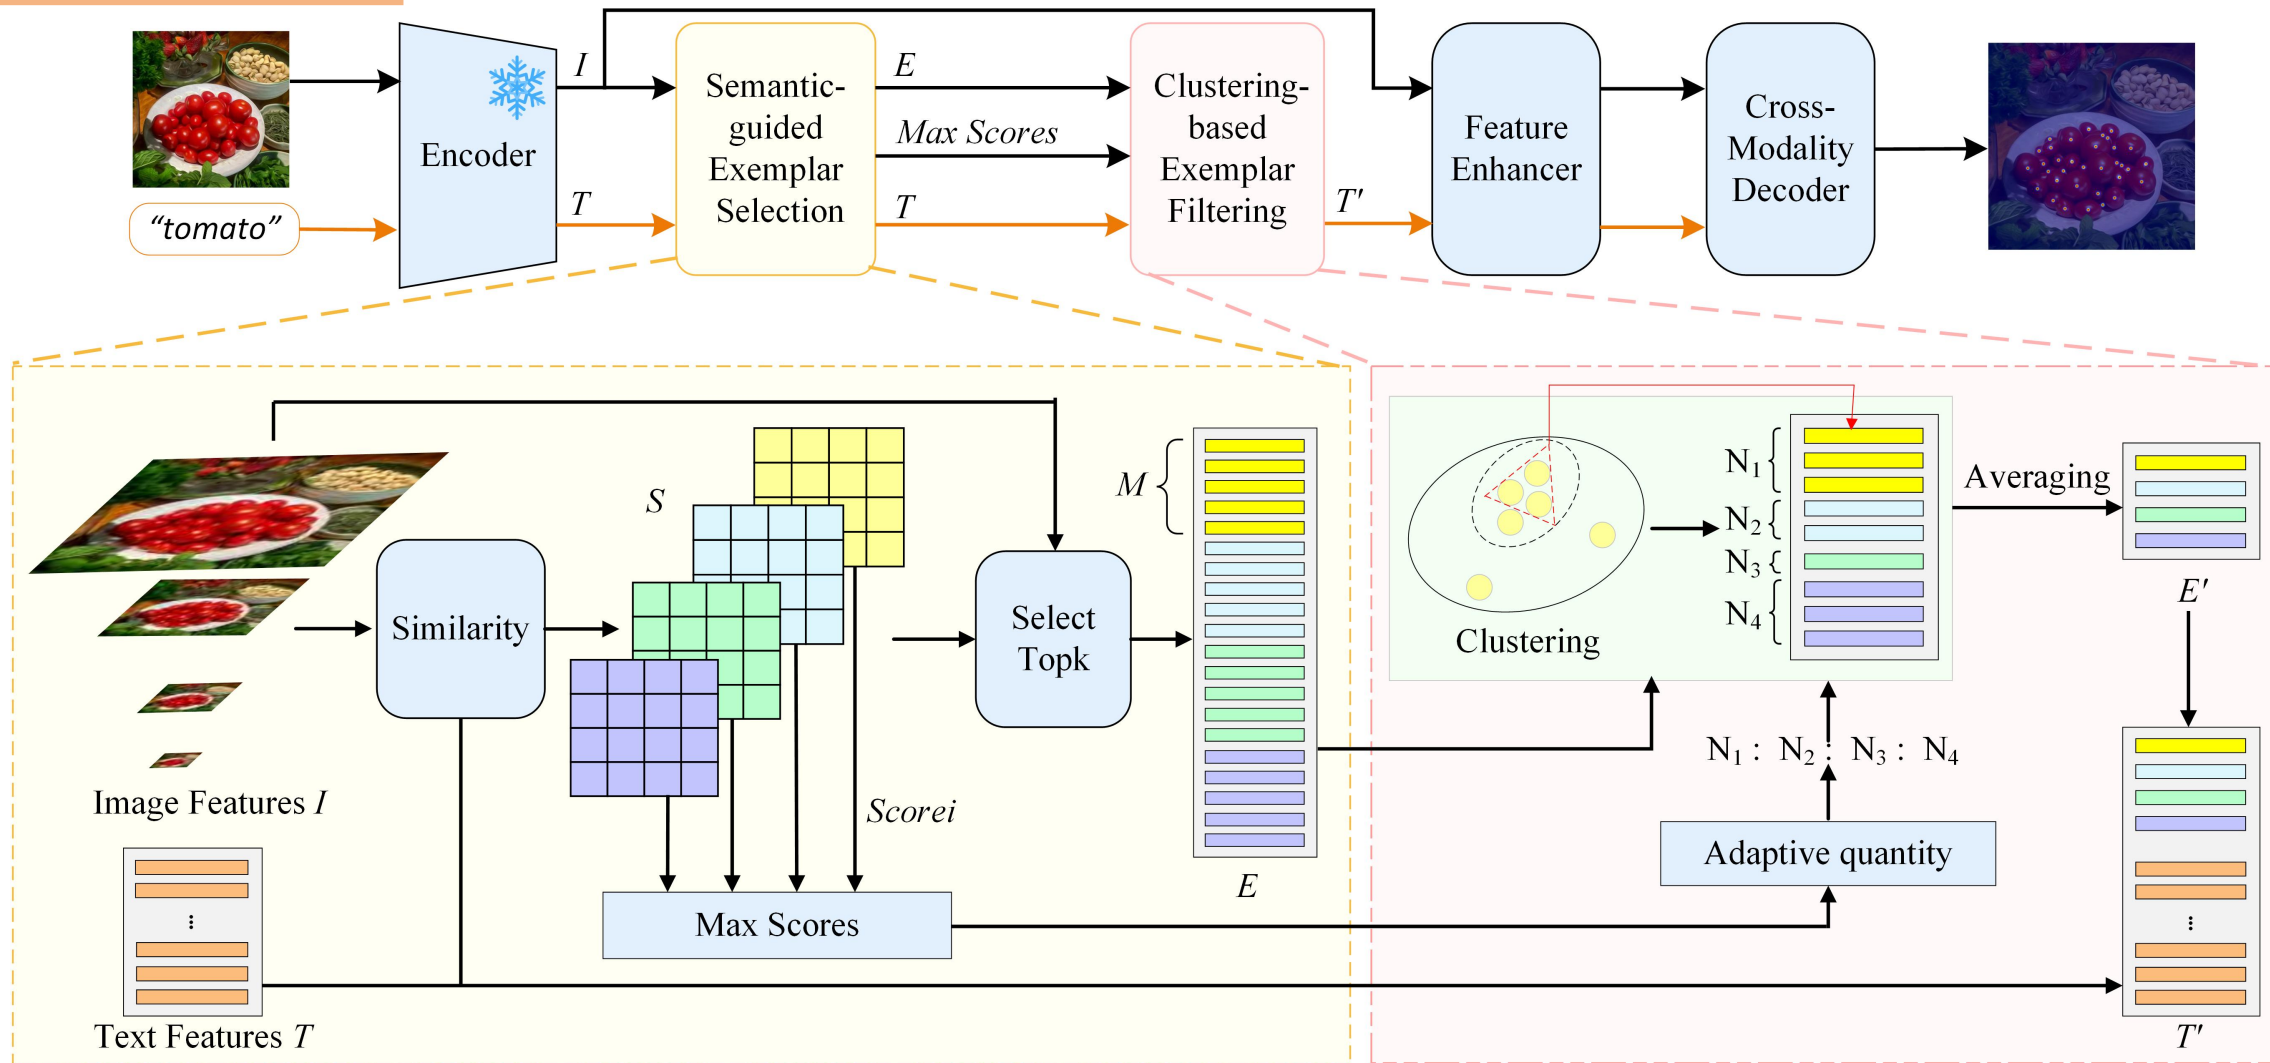 “tomato”
Encoder
I
T
Semantic-
guided
Exemplar
Selection
E
Max Scores
T
Clustering-
based
Exemplar
Filtering
T′
Feature
Enhancer
Cross-
Modality
Decoder
Image Features I
Text Features T
Similarity
S
Scorei
Max Scores
Select
Topk
M
E
Clustering
N₁
N₂
N₃
N₄
Averaging
E′
N₁ : N₂ : N₃ : N₄
Adaptive quantity
T′